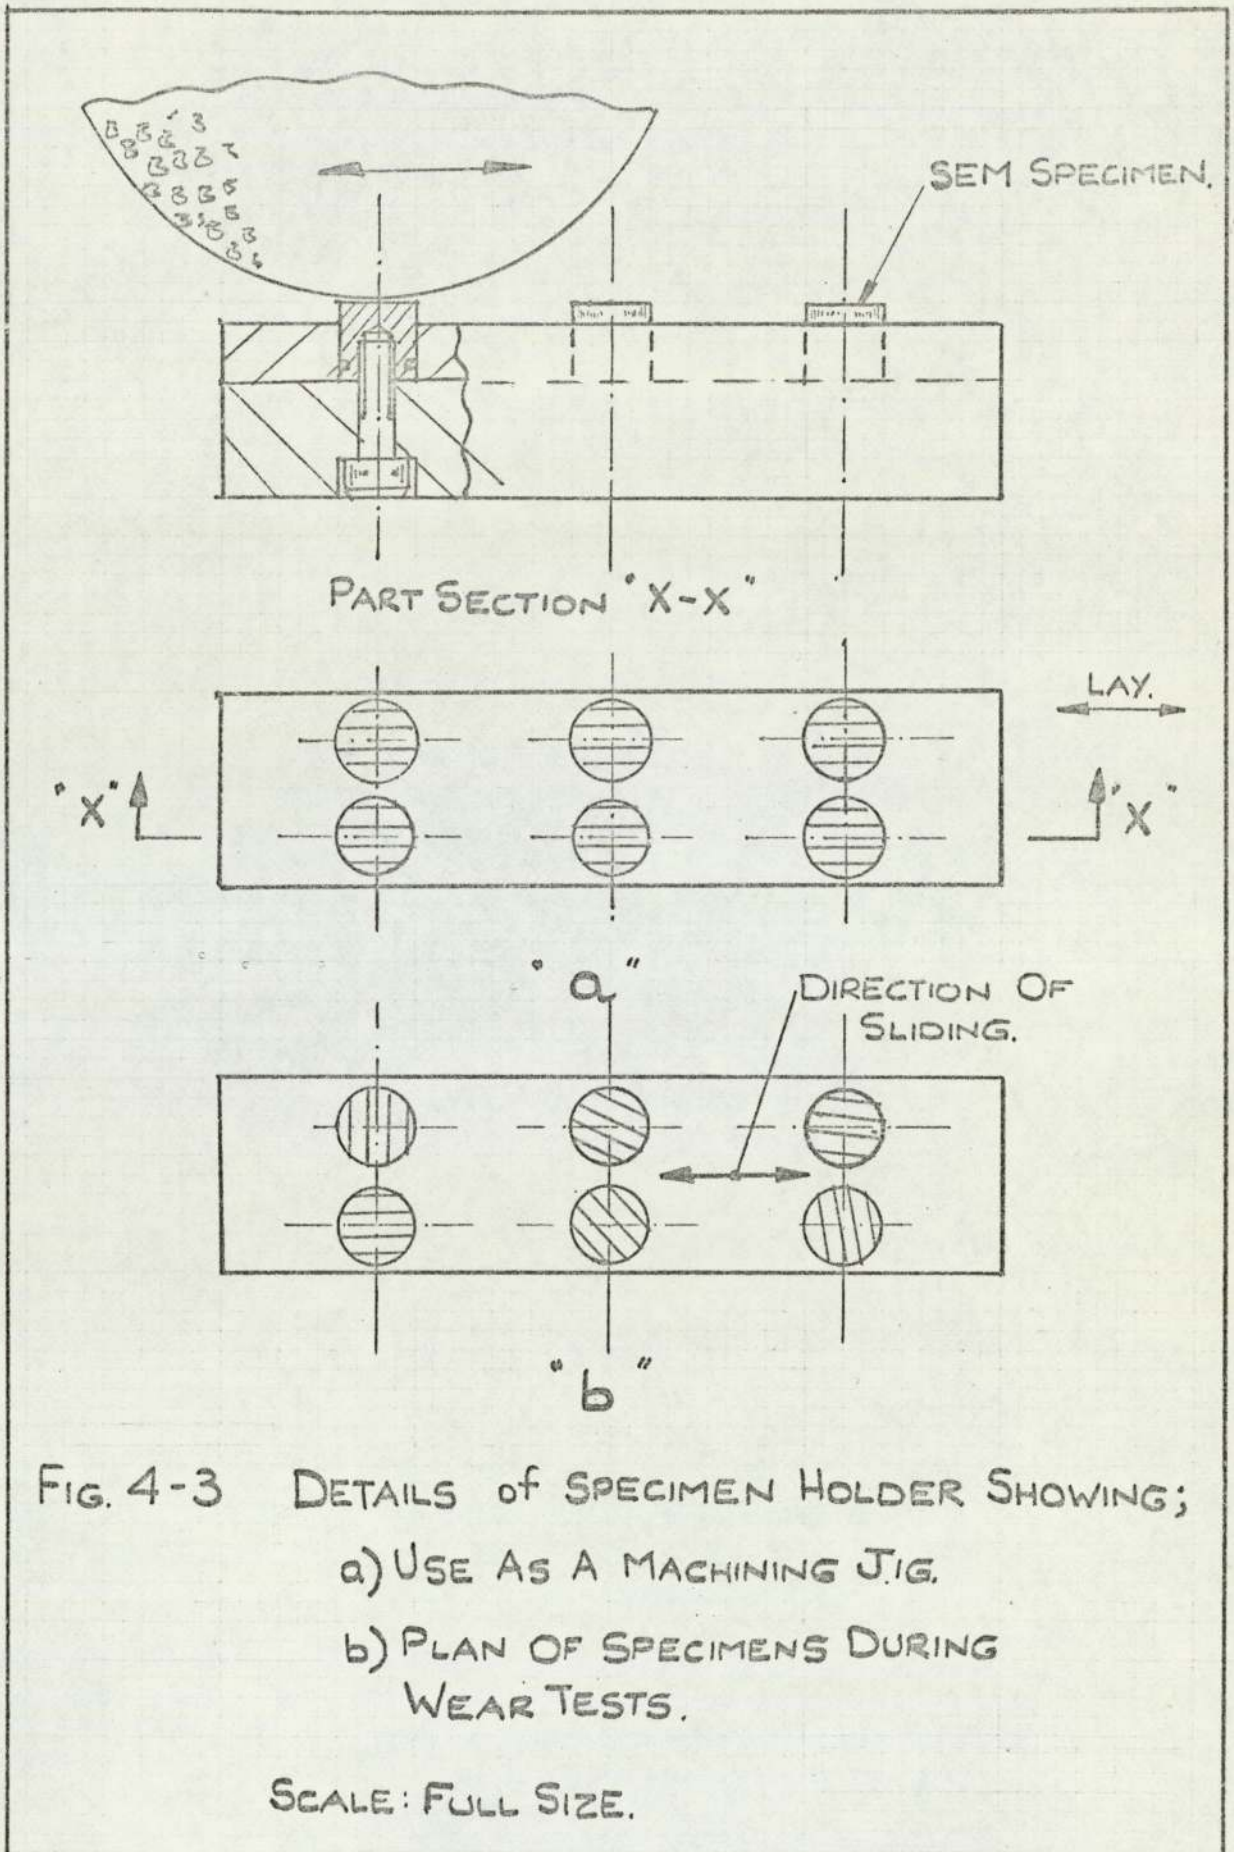 SEM SPECIMEN.
PART SECTION "X-X"
LAY.
"X"
"X"
"a"
DIRECTION OF
SLIDING.
"b"
FIG. 4-3 DETAILS of SPECIMEN HOLDER SHOWING;
a) USE AS A MACHINING JIG.
b) PLAN OF SPECIMENS DURING
WEAR TESTS.
SCALE: FULL SIZE.